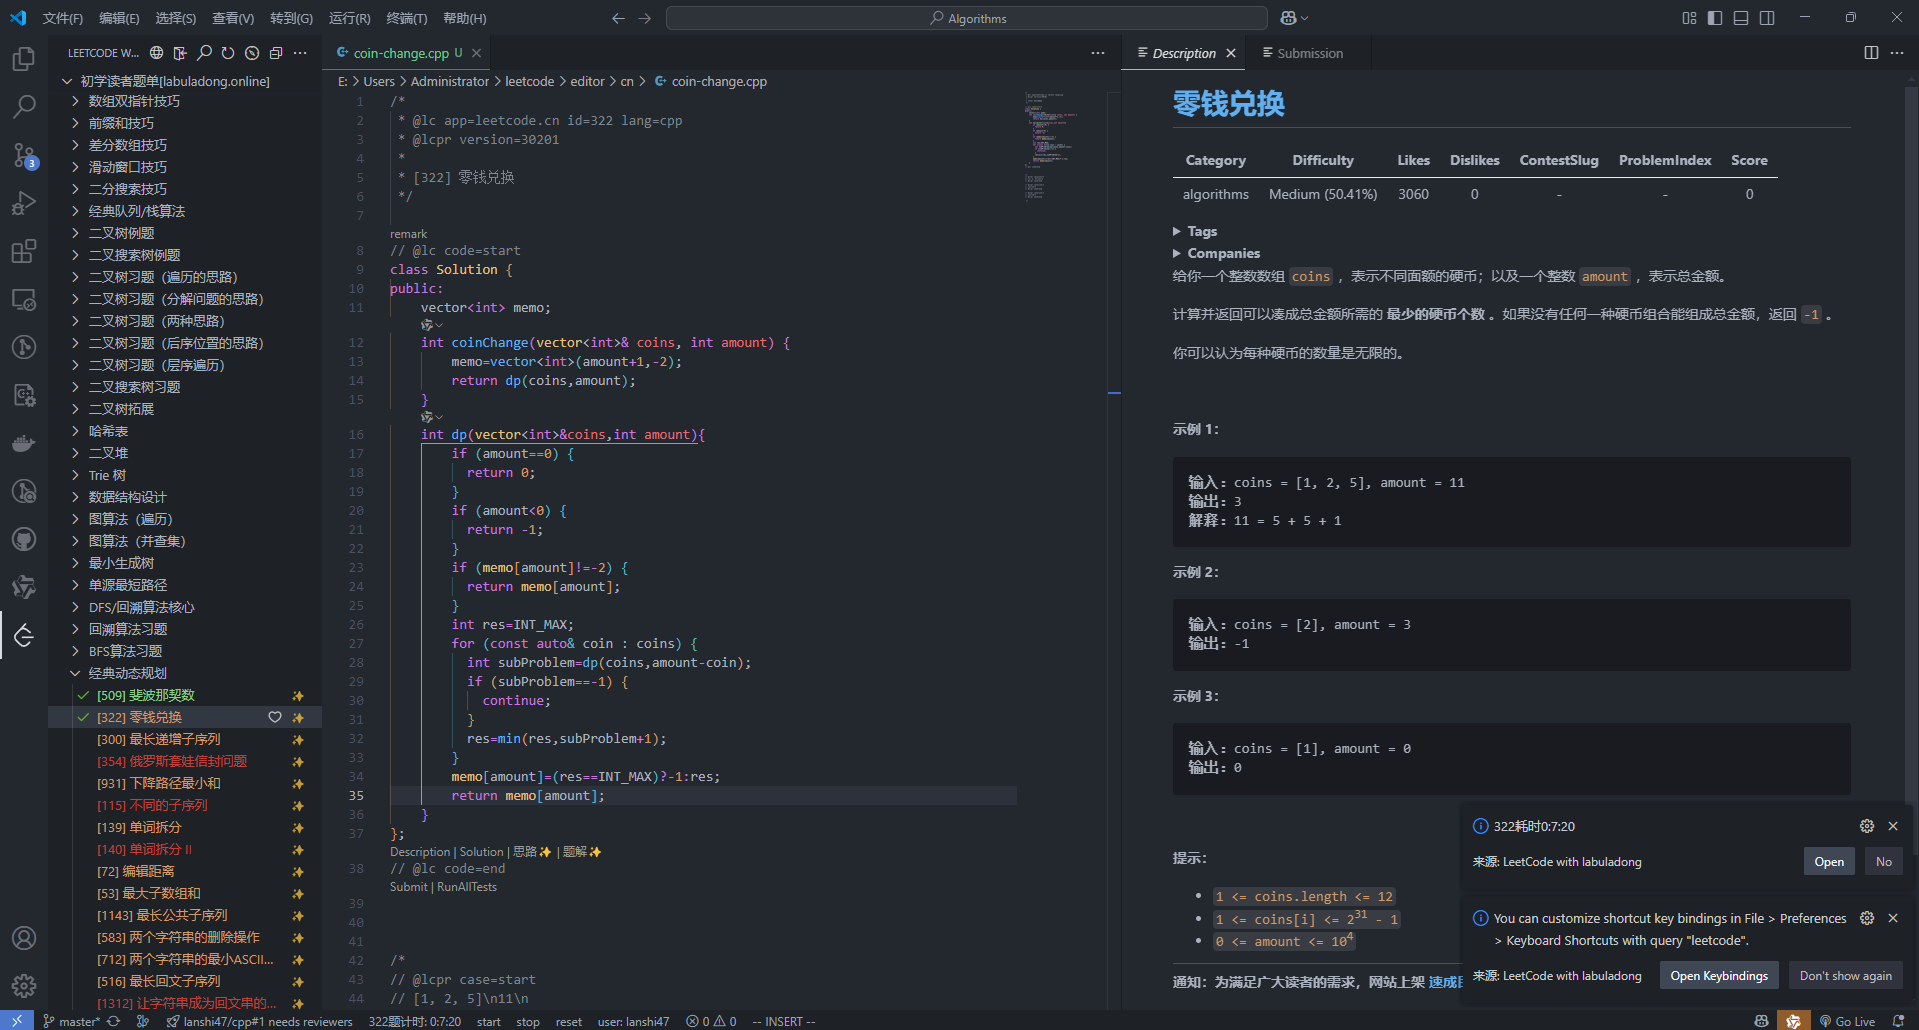 文件(F) 编辑(E) 选择(S) 查看(V) 转到(G) 运行(R) 终端(T) 帮助(H)
Algorithms
LEETCODE W...
初学读者题单[labuladong.online]
数组双指针技巧
前缀和技巧
差分数组技巧
滑动窗口技巧
二分搜索技巧
经典队列/栈算法
二叉树例题
二叉搜索树例题
二叉树习题（遍历的思路）
二叉树习题（分解问题的思路）
二叉树习题（两种思路）
二叉树习题（后序位置的思路）
二叉树习题（层序遍历）
二叉搜索树习题
二叉树拓展
哈希表
二叉堆
Trie 树
数据结构设计
图算法（遍历）
图算法（并查集）
最小生成树
单源最短路径
DFS/回溯算法核心
回溯算法习题
BFS算法习题
经典动态规划
[509] 斐波那契数
[322] 零钱兑换
[300] 最长递增子序列
[354] 俄罗斯套娃信封问题
[931] 下降路径最小和
[115] 不同的子序列
[139] 单词拆分
[140] 单词拆分 II
[72] 编辑距离
[53] 最大子数组和
[1143] 最长公共子序列
[583] 两个字符串的删除操作
[712] 两个字符串的最小ASCII...
[516] 最长回文子序列
[1312] 让字符串成为回文串的...
3
coin-change.cpp U
E: > Users > Administrator > leetcode > editor > cn > coin-change.cpp
1 /*
2 * @lc app=leetcode.cn id=322 lang=cpp
3 * @lcpr version=30201
4 *
5 * [322] 零钱兑换
6 */
7
remark
8 // @lc code=start
9 class Solution {
10 public:
11 vector<int> memo;
12 int coinChange(vector<int>& coins, int amount) {
13 memo=vector<int>(amount+1,-2);
14 return dp(coins,amount);
15 }
16 int dp(vector<int>&coins,int amount){
17 if (amount==0) {
18 return 0;
19 }
20 if (amount<0) {
21 return -1;
22 }
23 if (memo[amount]!=-2) {
24 return memo[amount];
25 }
26 int res=INT_MAX;
27 for (const auto& coin : coins) {
28 int subProblem=dp(coins,amount-coin);
29 if (subProblem==-1) {
30 continue;
31 }
32 res=min(res,subProblem+1);
33 }
34 memo[amount]=(res==INT_MAX)?-1:res;
35 return memo[amount];
36 }
37 };
Description | Solution | 思路✨ | 题解✨
38 // @lc code=end
Submit | RunAllTests
39
40
41
42 /*
43 // @lcpr case=start
44 // [1, 2, 5]\n11\n
Description Submission
零钱兑换
Category Difficulty Likes Dislikes ContestSlug ProblemIndex Score
algorithms Medium (50.41%) 3060 0 - - 0
Tags
Companies
给你一个整数数组 coins ，表示不同面额的硬币；以及一个整数 amount ，表示总金额。
计算并返回可以凑成总金额所需的 最少的硬币个数 。如果没有任何一种硬币组合能组成总金额，返回 -1 。
你可以认为每种硬币的数量是无限的。
示例 1：
输入：coins = [1, 2, 5], amount = 11
输出：3
解释：11 = 5 + 5 + 1
示例 2：
输入：coins = [2], amount = 3
输出：-1
示例 3：
输入：coins = [1], amount = 0
输出：0
提示：
1 <= coins.length <= 12
1 <= coins[i] <= 2^31 - 1
0 <= amount <= 10^4
通知：为满足广大读者的需求，网站上架 速成
322耗时0:7:20
来源: LeetCode with labuladong
Open No
You can customize shortcut key bindings in File > Preferences
> Keyboard Shortcuts with query "leetcode".
来源: LeetCode with labuladong
Open Keybindings Don't show again
master* lanshi47/cpp#1 needs reviewers 322题计时: 0:7:20 start stop reset user: lanshi47 0 0 -- INSERT -- Go Live